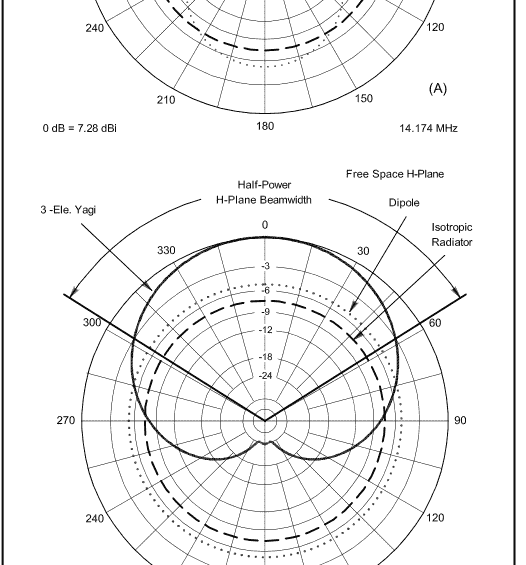 240
120
210
150
(A)
180
0 dB = 7.28 dBi
14.174 MHz
Free Space H-Plane
Half-Power
H-Plane Beamwidth
3 -Ele. Yagi
Dipole
Isotropic
Radiator
0
330
30
-3
-6
-9
-12
-18
-24
300
60
270
90
240
120